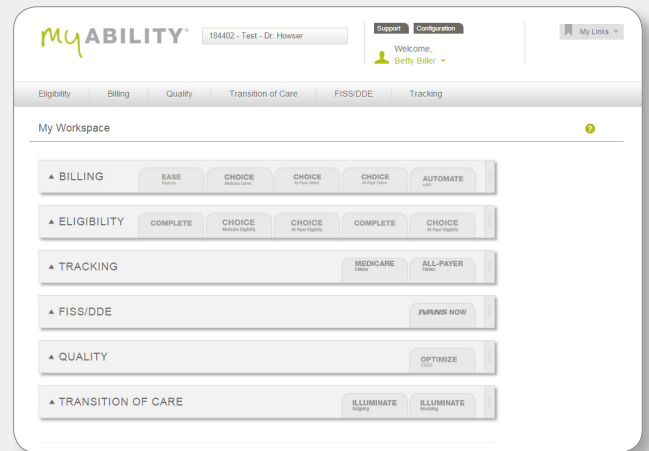 myABILITY®
184402 - Test - Dr. Howser
Support Configuration
Welcome,
Betty Biller
My Links
Eligibility Billing Quality Transition of Care FISS/DDE Tracking
My Workspace
?
BILLING
EASE
Medicare
CHOICE
Medicare Claims
CHOICE
All Payer Claims
CHOICE
All Payer Claims
AUTOMATE
ELIGIBILITY
COMPLETE
CHOICE
Medicare Eligibility
CHOICE
All Payer Eligibility
COMPLETE
CHOICE
All Payer Eligibility
TRACKING
MEDICARE
Claims
ALL-PAYER
Claims
FISS/DDE
IVANS NOW
QUALITY
OPTIMIZE
TRANSITION OF CARE
ILLUMINATE
Outgoing
ILLUMINATE
Incoming